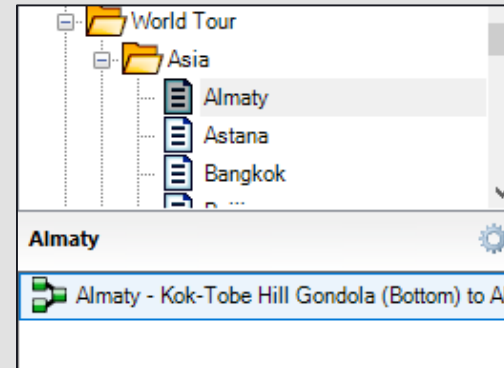 World Tour
Asia
Almaty
Astana
Bangkok
Almaty
Almaty - Kok-Tobe Hill Gondola (Bottom) to